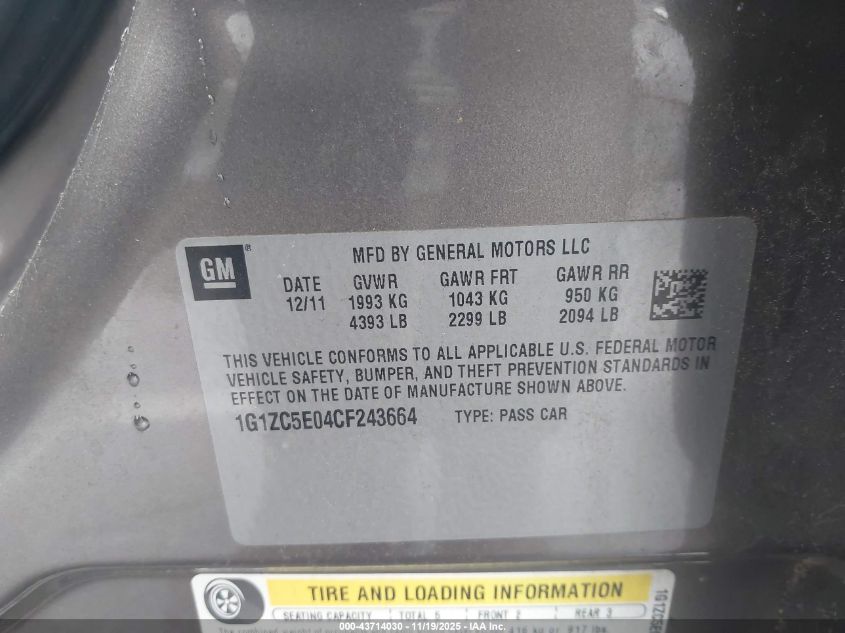 GM
MFD BY GENERAL MOTORS LLC
DATE GVWR GAWR FRT GAWR RR
12/11 1993 KG 1043 KG 950 KG
4393 LB 2299 LB 2094 LB
THIS VEHICLE CONFORMS TO ALL APPLICABLE U.S. FEDERAL MOTOR
VEHICLE SAFETY, BUMPER, AND THEFT PREVENTION STANDARDS IN
EFFECT ON THE DATE OF MANUFACTURE SHOWN ABOVE.
1G1ZC5E04CF243664 TYPE: PASS CAR
TIRE AND LOADING INFORMATION
SEATING CAPACITY TOTAL 5 FRONT 2 REAR 3
000-43714030 - 11/19/2025 - IAA Inc.